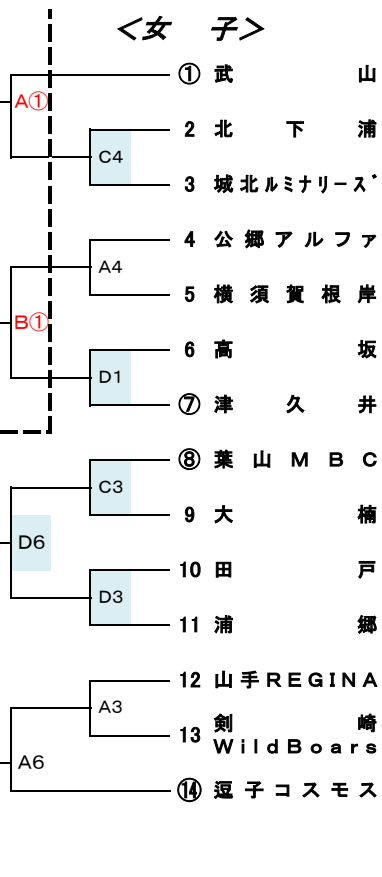 ＜女 子＞
① 武 山
A①
2 北 下 浦
C4
3 城北ルミナリーズ
4 公 郷 ア ル フ ァ
A4
5 横 須 賀 根 岸
B①
6 高 坂
D1
⑦ 津 久 井
⑧ 葉 山 Ｍ Ｂ Ｃ
C3
9 大 楠
D6
10 田 戸
D3
11 浦 郷
12 山手ＲＥＧＩＮＡ
A3
13 剣 崎
ＷｉｌｄＢｏａｒｓ
A6
⑭ 逗 子 コ ス モ ス